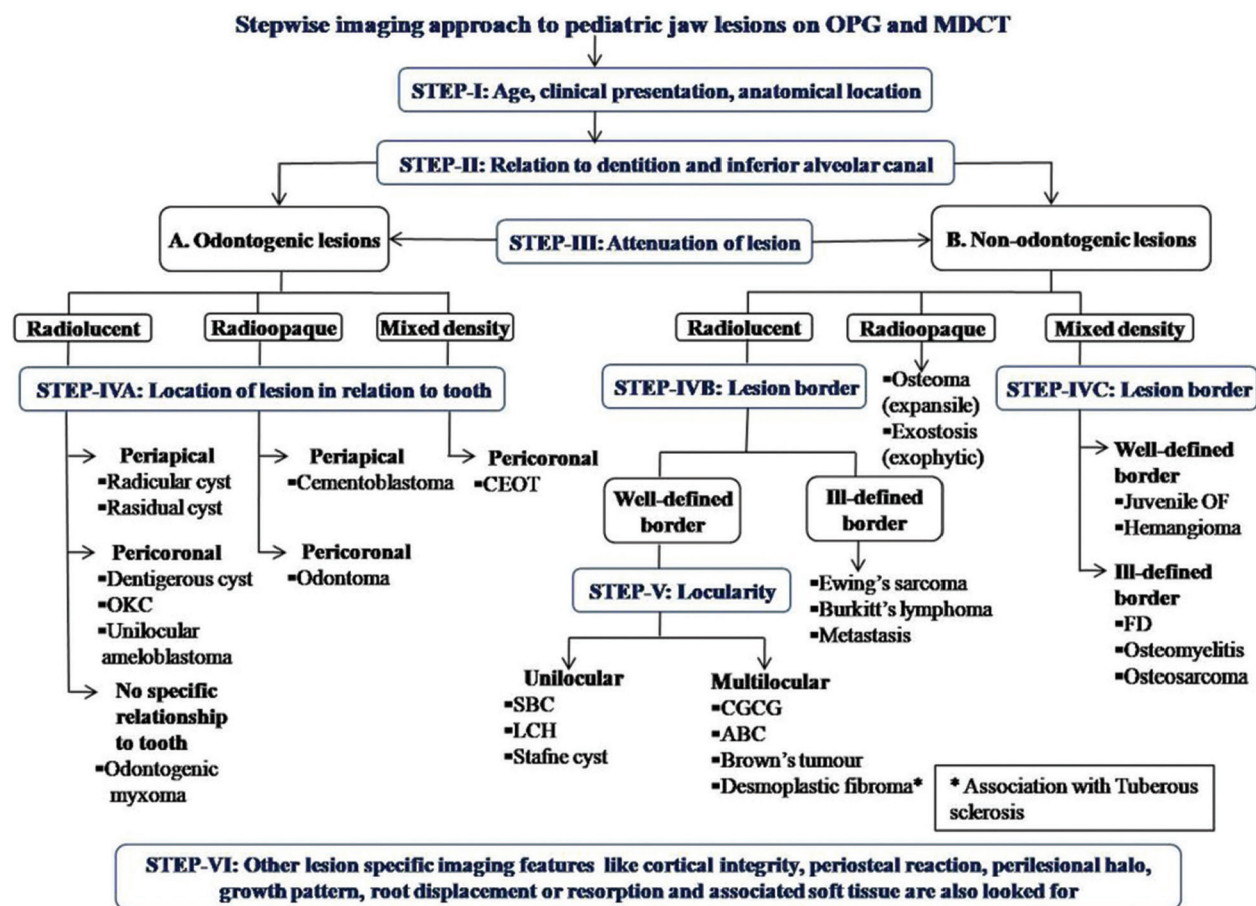 Stepwise imaging approach to pediatric jaw lesions on OPG and MDCT
STEP-I: Age, clinical presentation, anatomical location
STEP-II: Relation to dentition and inferior alveolar canal
A. Odontogenic lesions
STEP-III: Attenuation of lesion
B. Non-odontogenic lesions
Radiolucent
Radioopaque
Mixed density
Radiolucent
Radioopaque
Mixed density
STEP-IVA: Location of lesion in relation to tooth
Periapical
▪Radicular cyst
▪Rasidual cyst
Pericoronal
▪Dentigerous cyst
▪OKC
▪Unilocular
ameloblastoma
No specific
relationship
to tooth
▪Odontogenic
myxoma
Periapical
▪Cementoblastoma
Pericoronal
▪Odontoma
Pericoronal
▪CEOT
STEP-IVB: Lesion border
Well-defined
border
Ill-defined
border
STEP-V: Locularity
Unilocular
▪SBC
▪LCH
▪Stafne cyst
Multilocular
▪CGCG
▪ABC
▪Brown's tumour
▪Desmoplastic fibroma*
▪Ewing's sarcoma
▪Burkitt's lymphoma
▪Metastasis
▪Osteoma
(expansile)
▪Exostosis
(exophytic)
STEP-IVC: Lesion border
Well-defined
border
▪Juvenile OF
▪Hemangioma
Ill-defined
border
▪FD
▪Osteomyelitis
▪Osteosarcoma
* Association with Tuberous
sclerosis
STEP-VI: Other lesion specific imaging features like cortical integrity, periosteal reaction, perilesional halo,
growth pattern, root displacement or resorption and associated soft tissue are also looked for